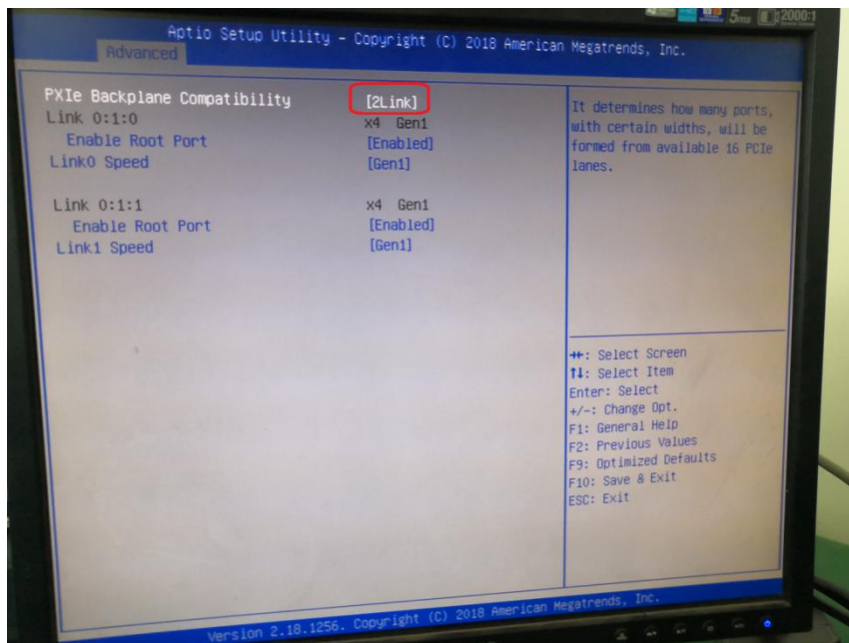 5ms 2000:1
Aptio Setup Utility – Copyright (C) 2018 American Megatrends, Inc.
Advanced
PXIe Backplane Compatibility [2Link]
Link 0:1:0 x4 Gen1
Enable Root Port [Enabled]
Link0 Speed [Gen1]
Link 0:1:1 x4 Gen1
Enable Root Port [Enabled]
Link1 Speed [Gen1]
It determines how many ports,
with certain widths, will be
formed from available 16 PCIe
lanes.
→←: Select Screen
↑↓: Select Item
Enter: Select
+/-: Change Opt.
F1: General Help
F2: Previous Values
F9: Optimized Defaults
F10: Save & Exit
ESC: Exit
Version 2.18.1256. Copyright (C) 2018 American Megatrends, Inc.